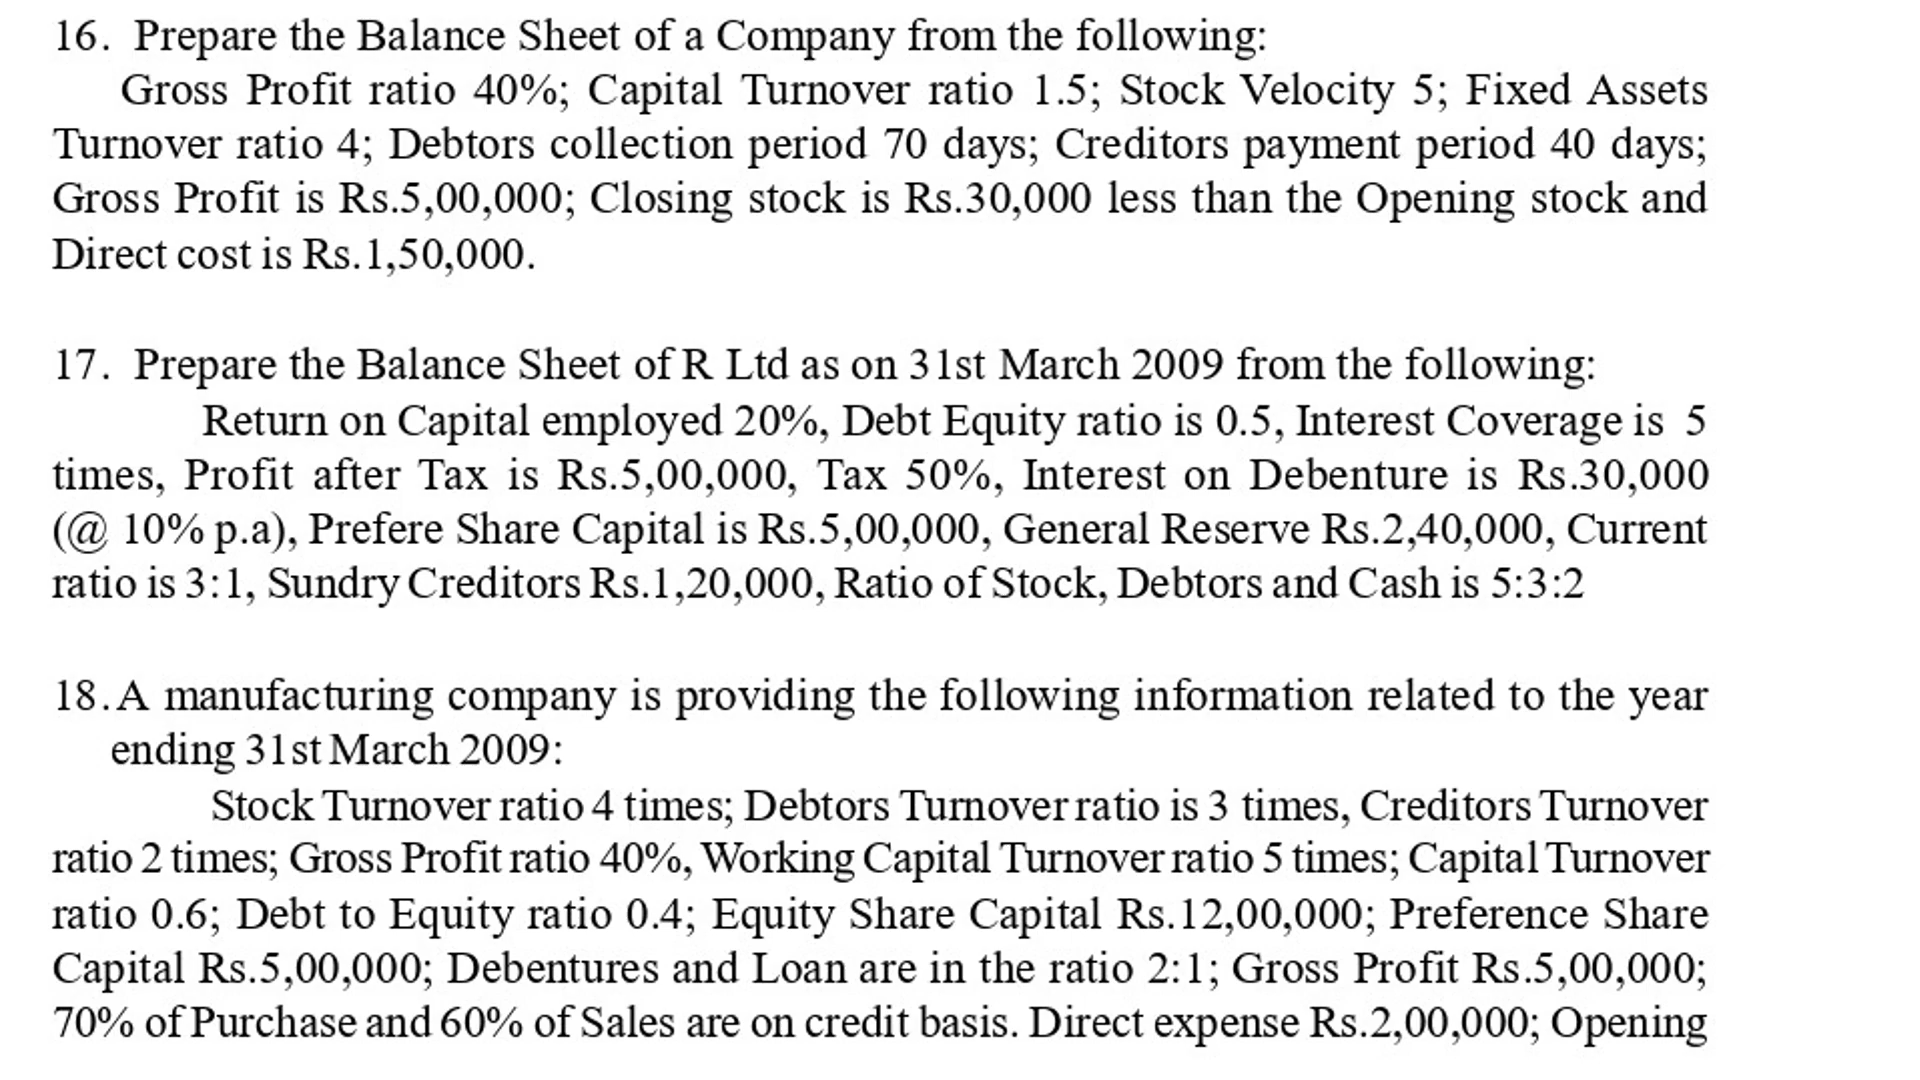 16. Prepare the Balance Sheet of a Company from the following:
Gross Profit ratio 40%; Capital Turnover ratio 1.5; Stock Velocity 5; Fixed Assets
Turnover ratio 4; Debtors collection period 70 days; Creditors payment period 40 days;
Gross Profit is Rs.5,00,000; Closing stock is Rs.30,000 less than the Opening stock and
Direct cost is Rs.1,50,000.
17. Prepare the Balance Sheet of R Ltd as on 31st March 2009 from the following:
Return on Capital employed 20%, Debt Equity ratio is 0.5, Interest Coverage is 5
times, Profit after Tax is Rs.5,00,000, Tax 50%, Interest on Debenture is Rs.30,000
(@ 10% p.a), Prefere Share Capital is Rs.5,00,000, General Reserve Rs.2,40,000, Current
ratio is 3:1, Sundry Creditors Rs.1,20,000, Ratio of Stock, Debtors and Cash is 5:3:2
18. A manufacturing company is providing the following information related to the year
ending 31st March 2009:
Stock Turnover ratio 4 times; Debtors Turnover ratio is 3 times, Creditors Turnover
ratio 2 times; Gross Profit ratio 40%, Working Capital Turnover ratio 5 times; Capital Turnover
ratio 0.6; Debt to Equity ratio 0.4; Equity Share Capital Rs.12,00,000; Preference Share
Capital Rs.5,00,000; Debentures and Loan are in the ratio 2:1; Gross Profit Rs.5,00,000;
70% of Purchase and 60% of Sales are on credit basis. Direct expense Rs.2,00,000; Opening